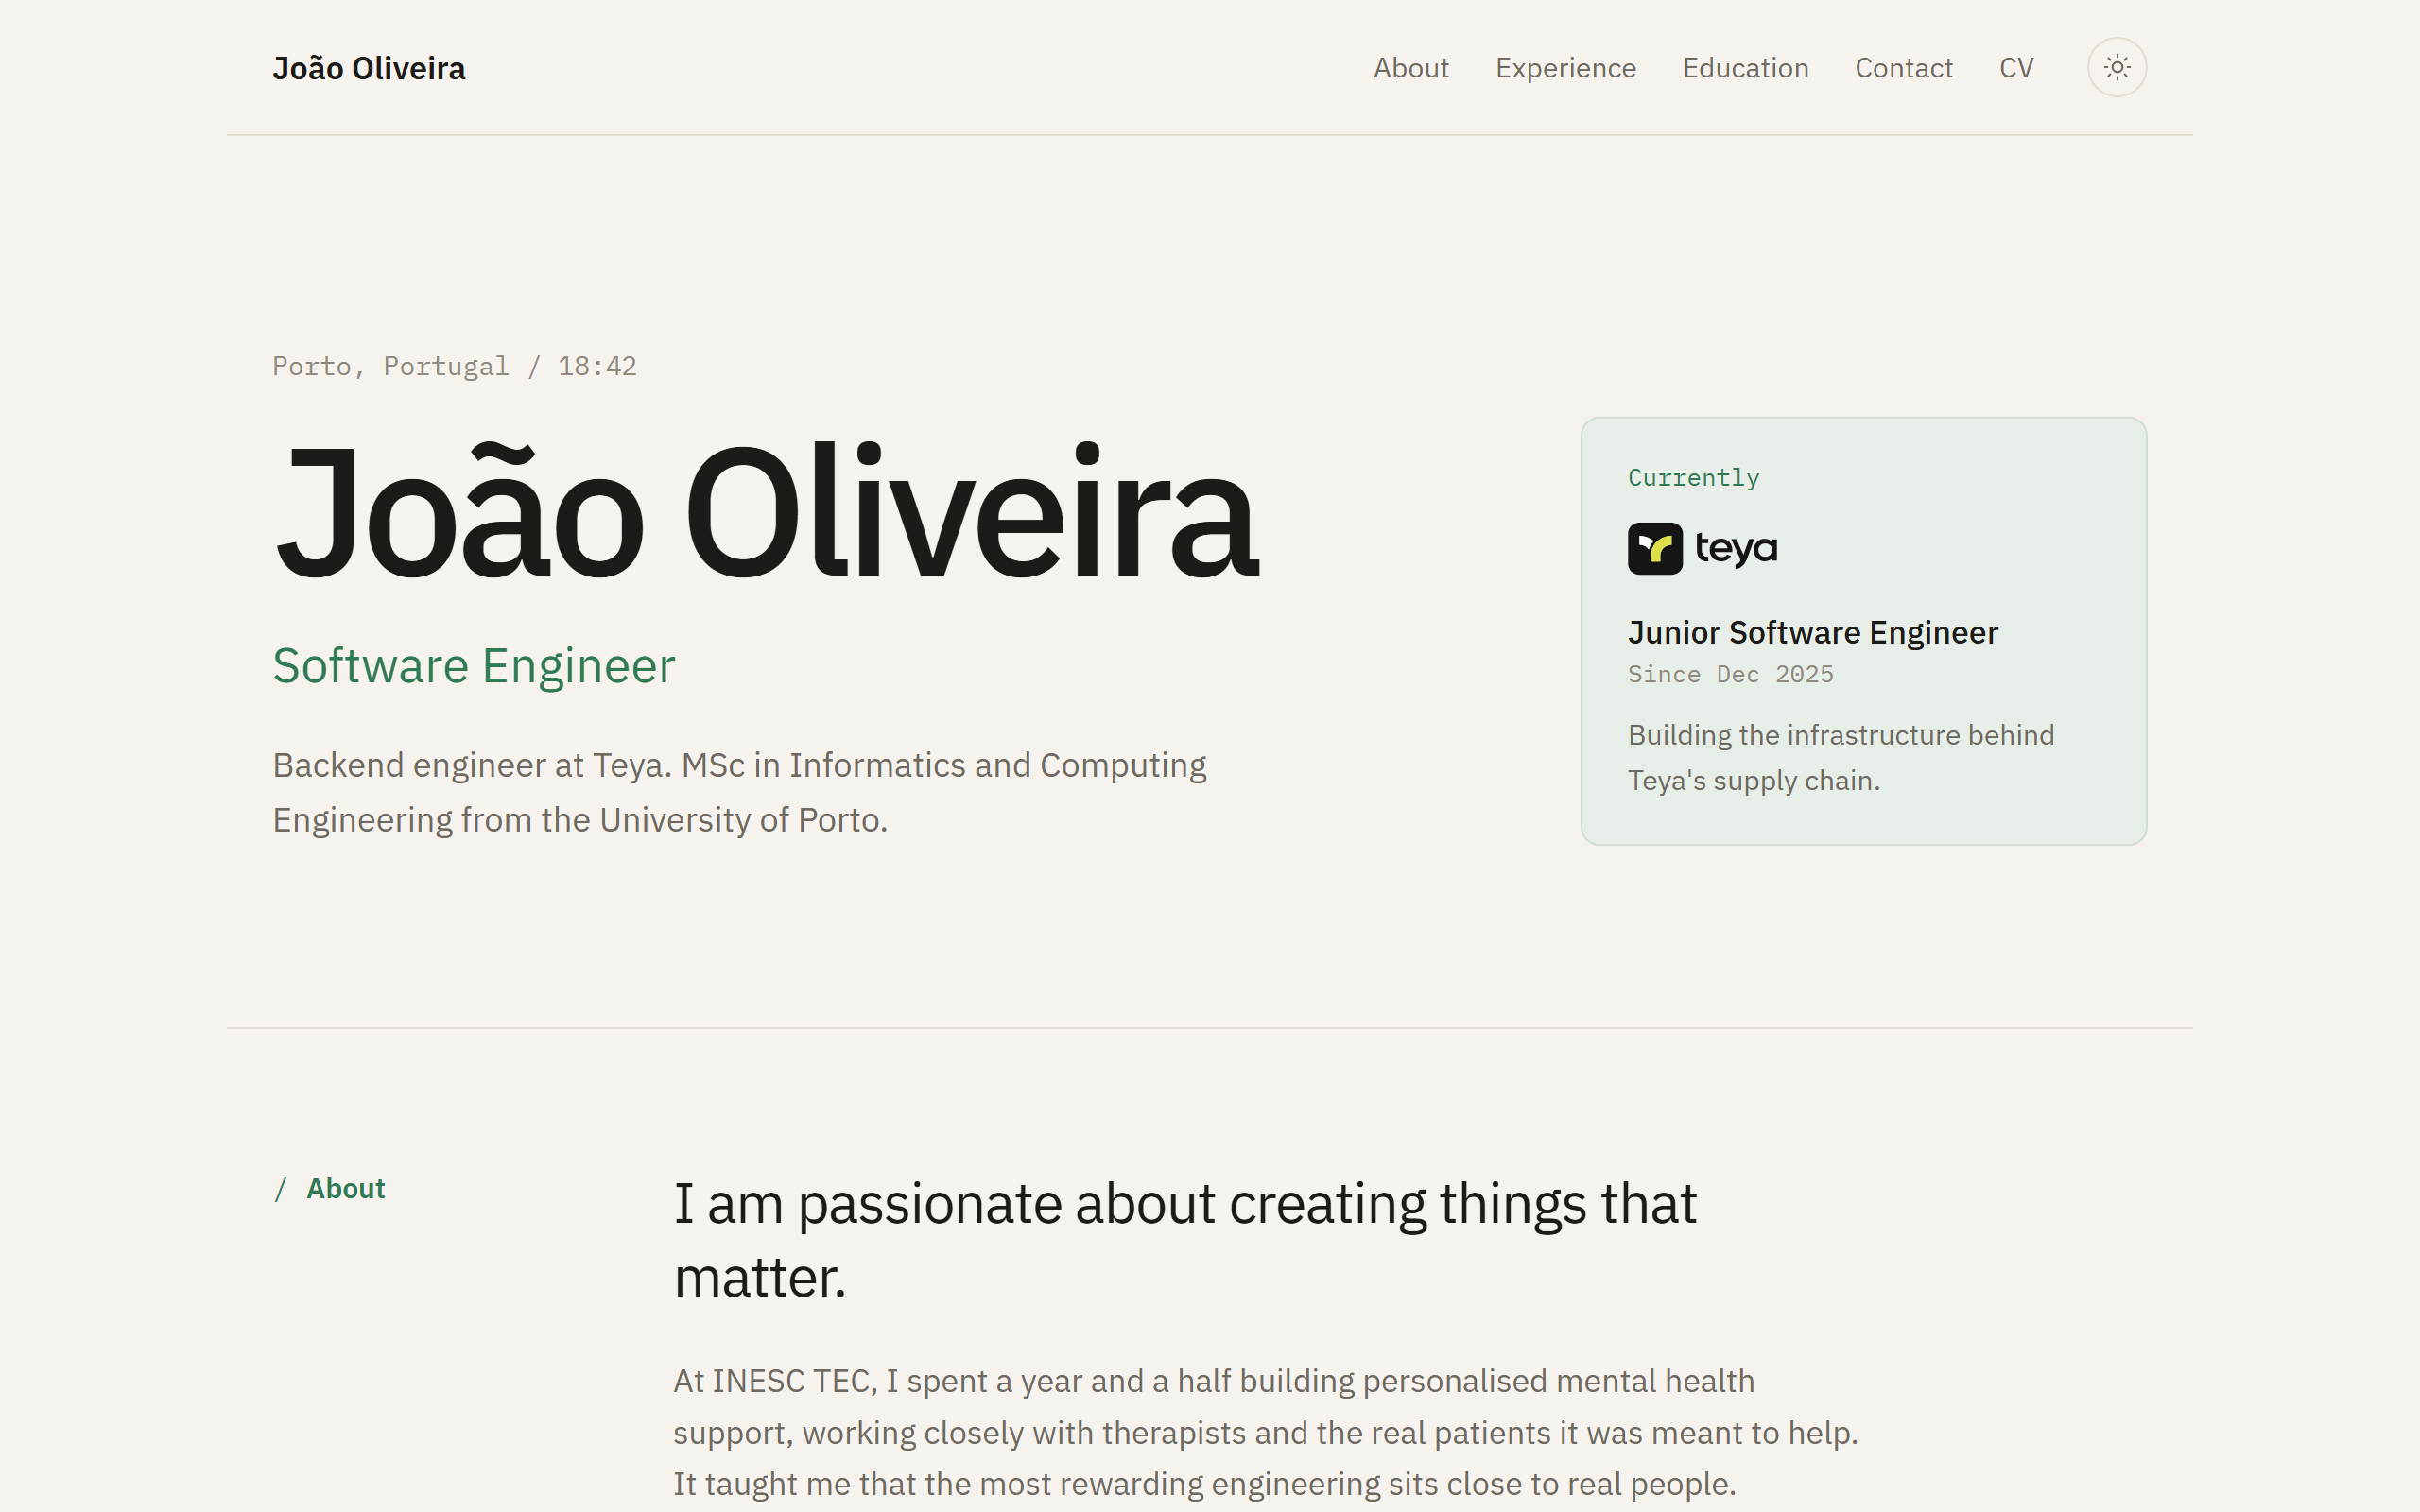 João Oliveira
About Experience Education Contact CV
Porto, Portugal / 18:42
João Oliveira
Software Engineer
Backend engineer at Teya. MSc in Informatics and Computing
Engineering from the University of Porto.
Currently
teya
Junior Software Engineer
Since Dec 2025
Building the infrastructure behind
Teya's supply chain.
/ About
I am passionate about creating things that
matter.
At INESC TEC, I spent a year and a half building personalised mental health
support, working closely with therapists and the real patients it was meant to help.
It taught me that the most rewarding engineering sits close to real people.